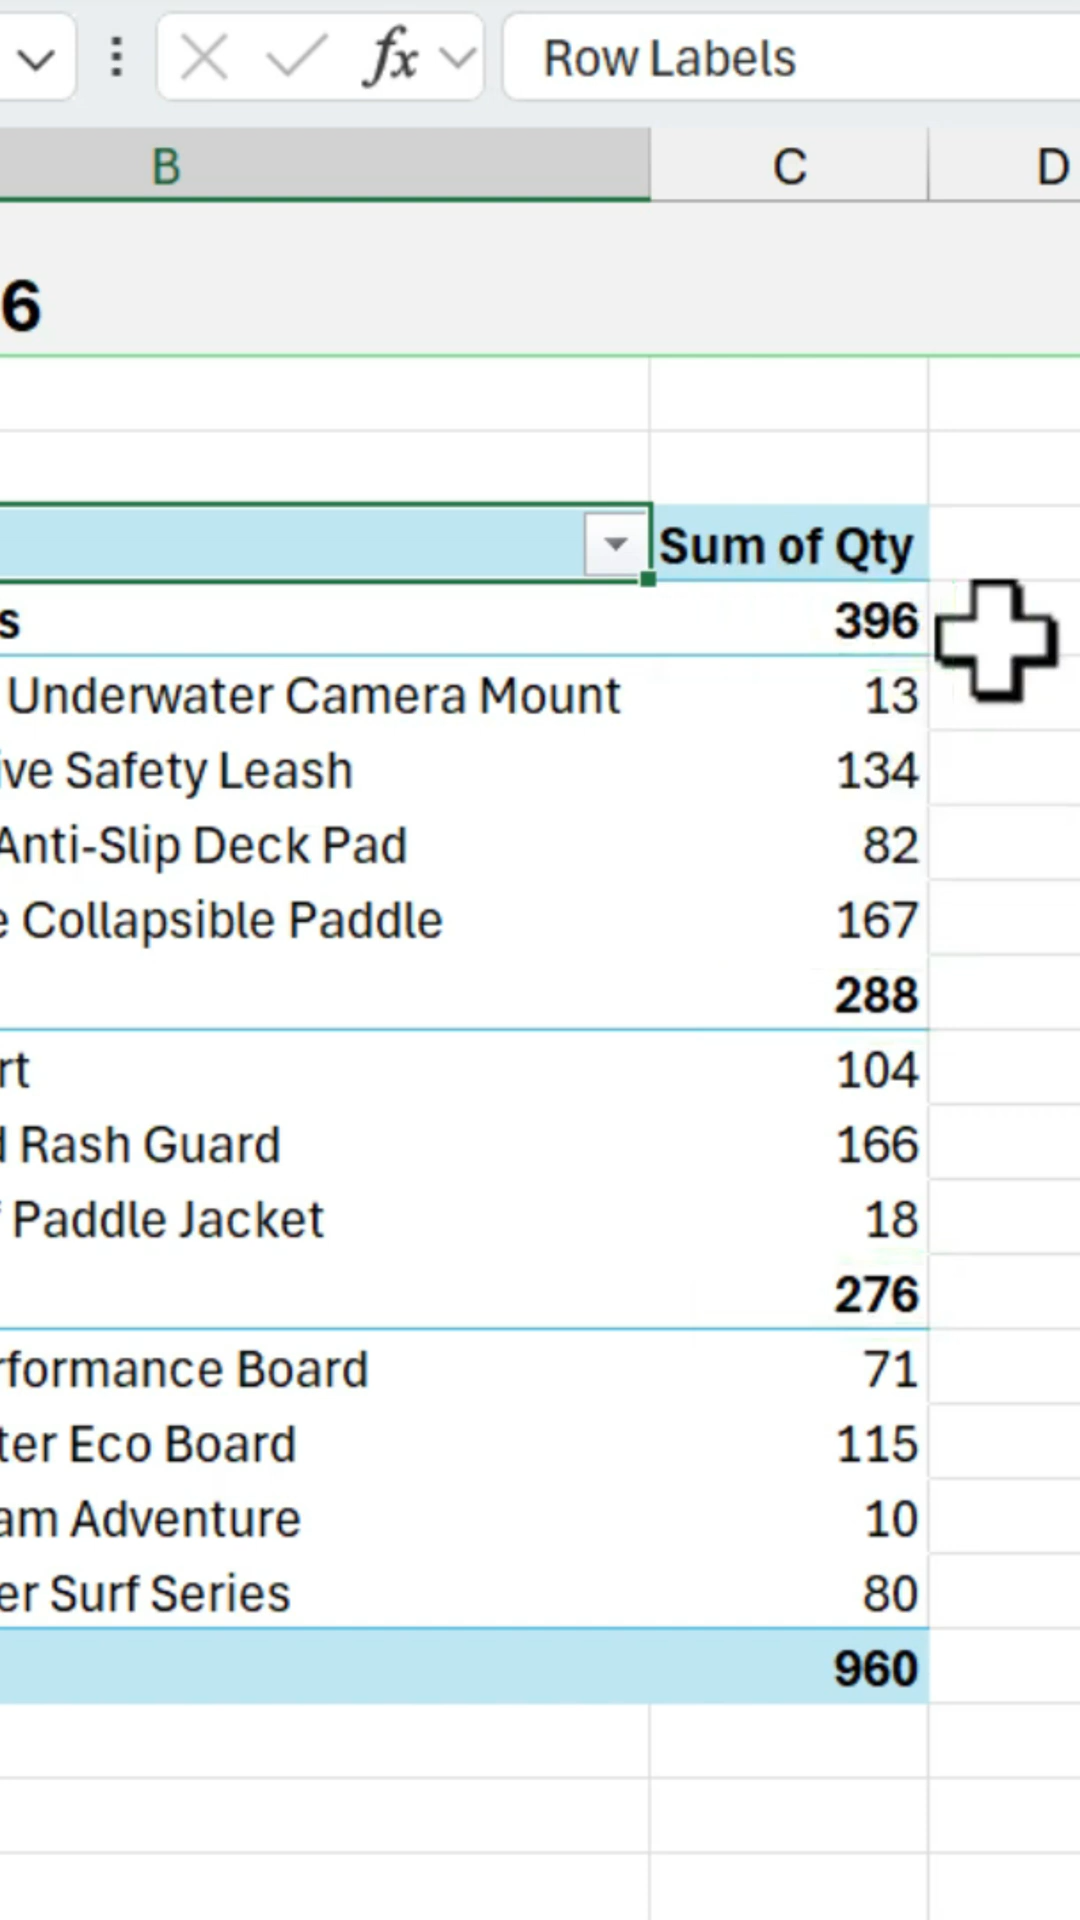 fx Row Labels
B C D
6
Sum of Qty
s 396
Underwater Camera Mount 13
ive Safety Leash 134
Anti-Slip Deck Pad 82
e Collapsible Paddle 167
288
rt 104
d Rash Guard 166
f Paddle Jacket 18
276
rformance Board 71
ter Eco Board 115
am Adventure 10
er Surf Series 80
960